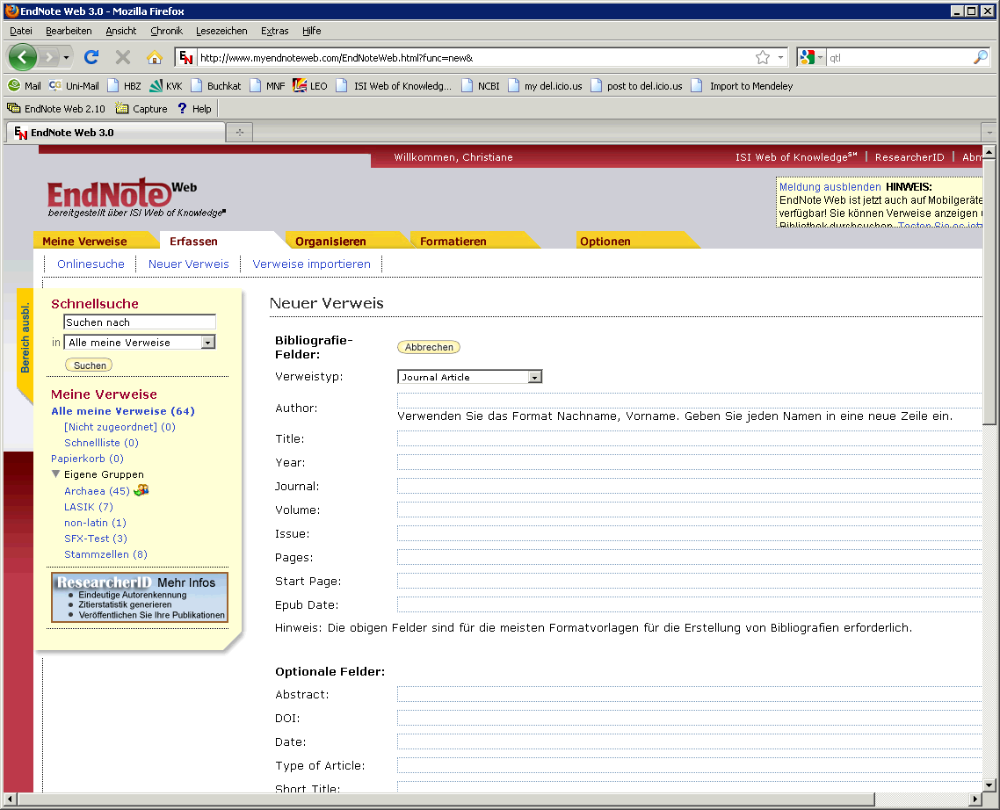 EndNote Web 3.0 - Mozilla Firefox
Datei Bearbeiten Ansicht Chronik Lesezeichen Extras Hilfe
http://www.myendnoteweb.com/EndNoteWeb.html?func=new& qtl
Mail Uni-Mail HBZ KVK Buchkat MNF LEO ISI Web of Knowledg... NCBI my del.icio.us post to del.icio.us Import to Mendeley
EndNote Web 2.10 Capture Help
EndNote Web 3.0
Willkommen, Christiane ISI Web of Knowledge℠ ResearcherID Abm
EndNote Web
bereitgestellt über ISI Web of Knowledge
Meldung ausblenden HINWEIS:
EndNote Web ist jetzt auch auf Mobilgeräte
verfügbar! Sie können Verweise anzeigen u
Bibliothek durchsuchen. Testen Sie es jetz
Meine Verweise Erfassen Organisieren Formatieren Optionen
Onlinesuche Neuer Verweis Verweise importieren
Bereich ausbl.
Schnellsuche
Suchen nach
in Alle meine Verweise
Suchen
Meine Verweise
Alle meine Verweise (64)
[Nicht zugeordnet] (0)
Schnellliste (0)
Papierkorb (0)
Eigene Gruppen
Archaea (45)
LASIK (7)
non-latin (1)
SFX-Test (3)
Stammzellen (8)
ResearcherID Mehr Infos
Eindeutige Autorenkennung
Zitierstatistik generieren
Veröffentlichen Sie Ihre Publikationen
Neuer Verweis
Bibliografie-
Felder:
Abbrechen
Verweistyp: Journal Article
Author:
Verwenden Sie das Format Nachname, Vorname. Geben Sie jeden Namen in eine neue Zeile ein.
Title:
Year:
Journal:
Volume:
Issue:
Pages:
Start Page:
Epub Date:
Hinweis: Die obigen Felder sind für die meisten Formatvorlagen für die Erstellung von Bibliografien erforderlich.
Optionale Felder:
Abstract:
DOI:
Date:
Type of Article:
Short Title: